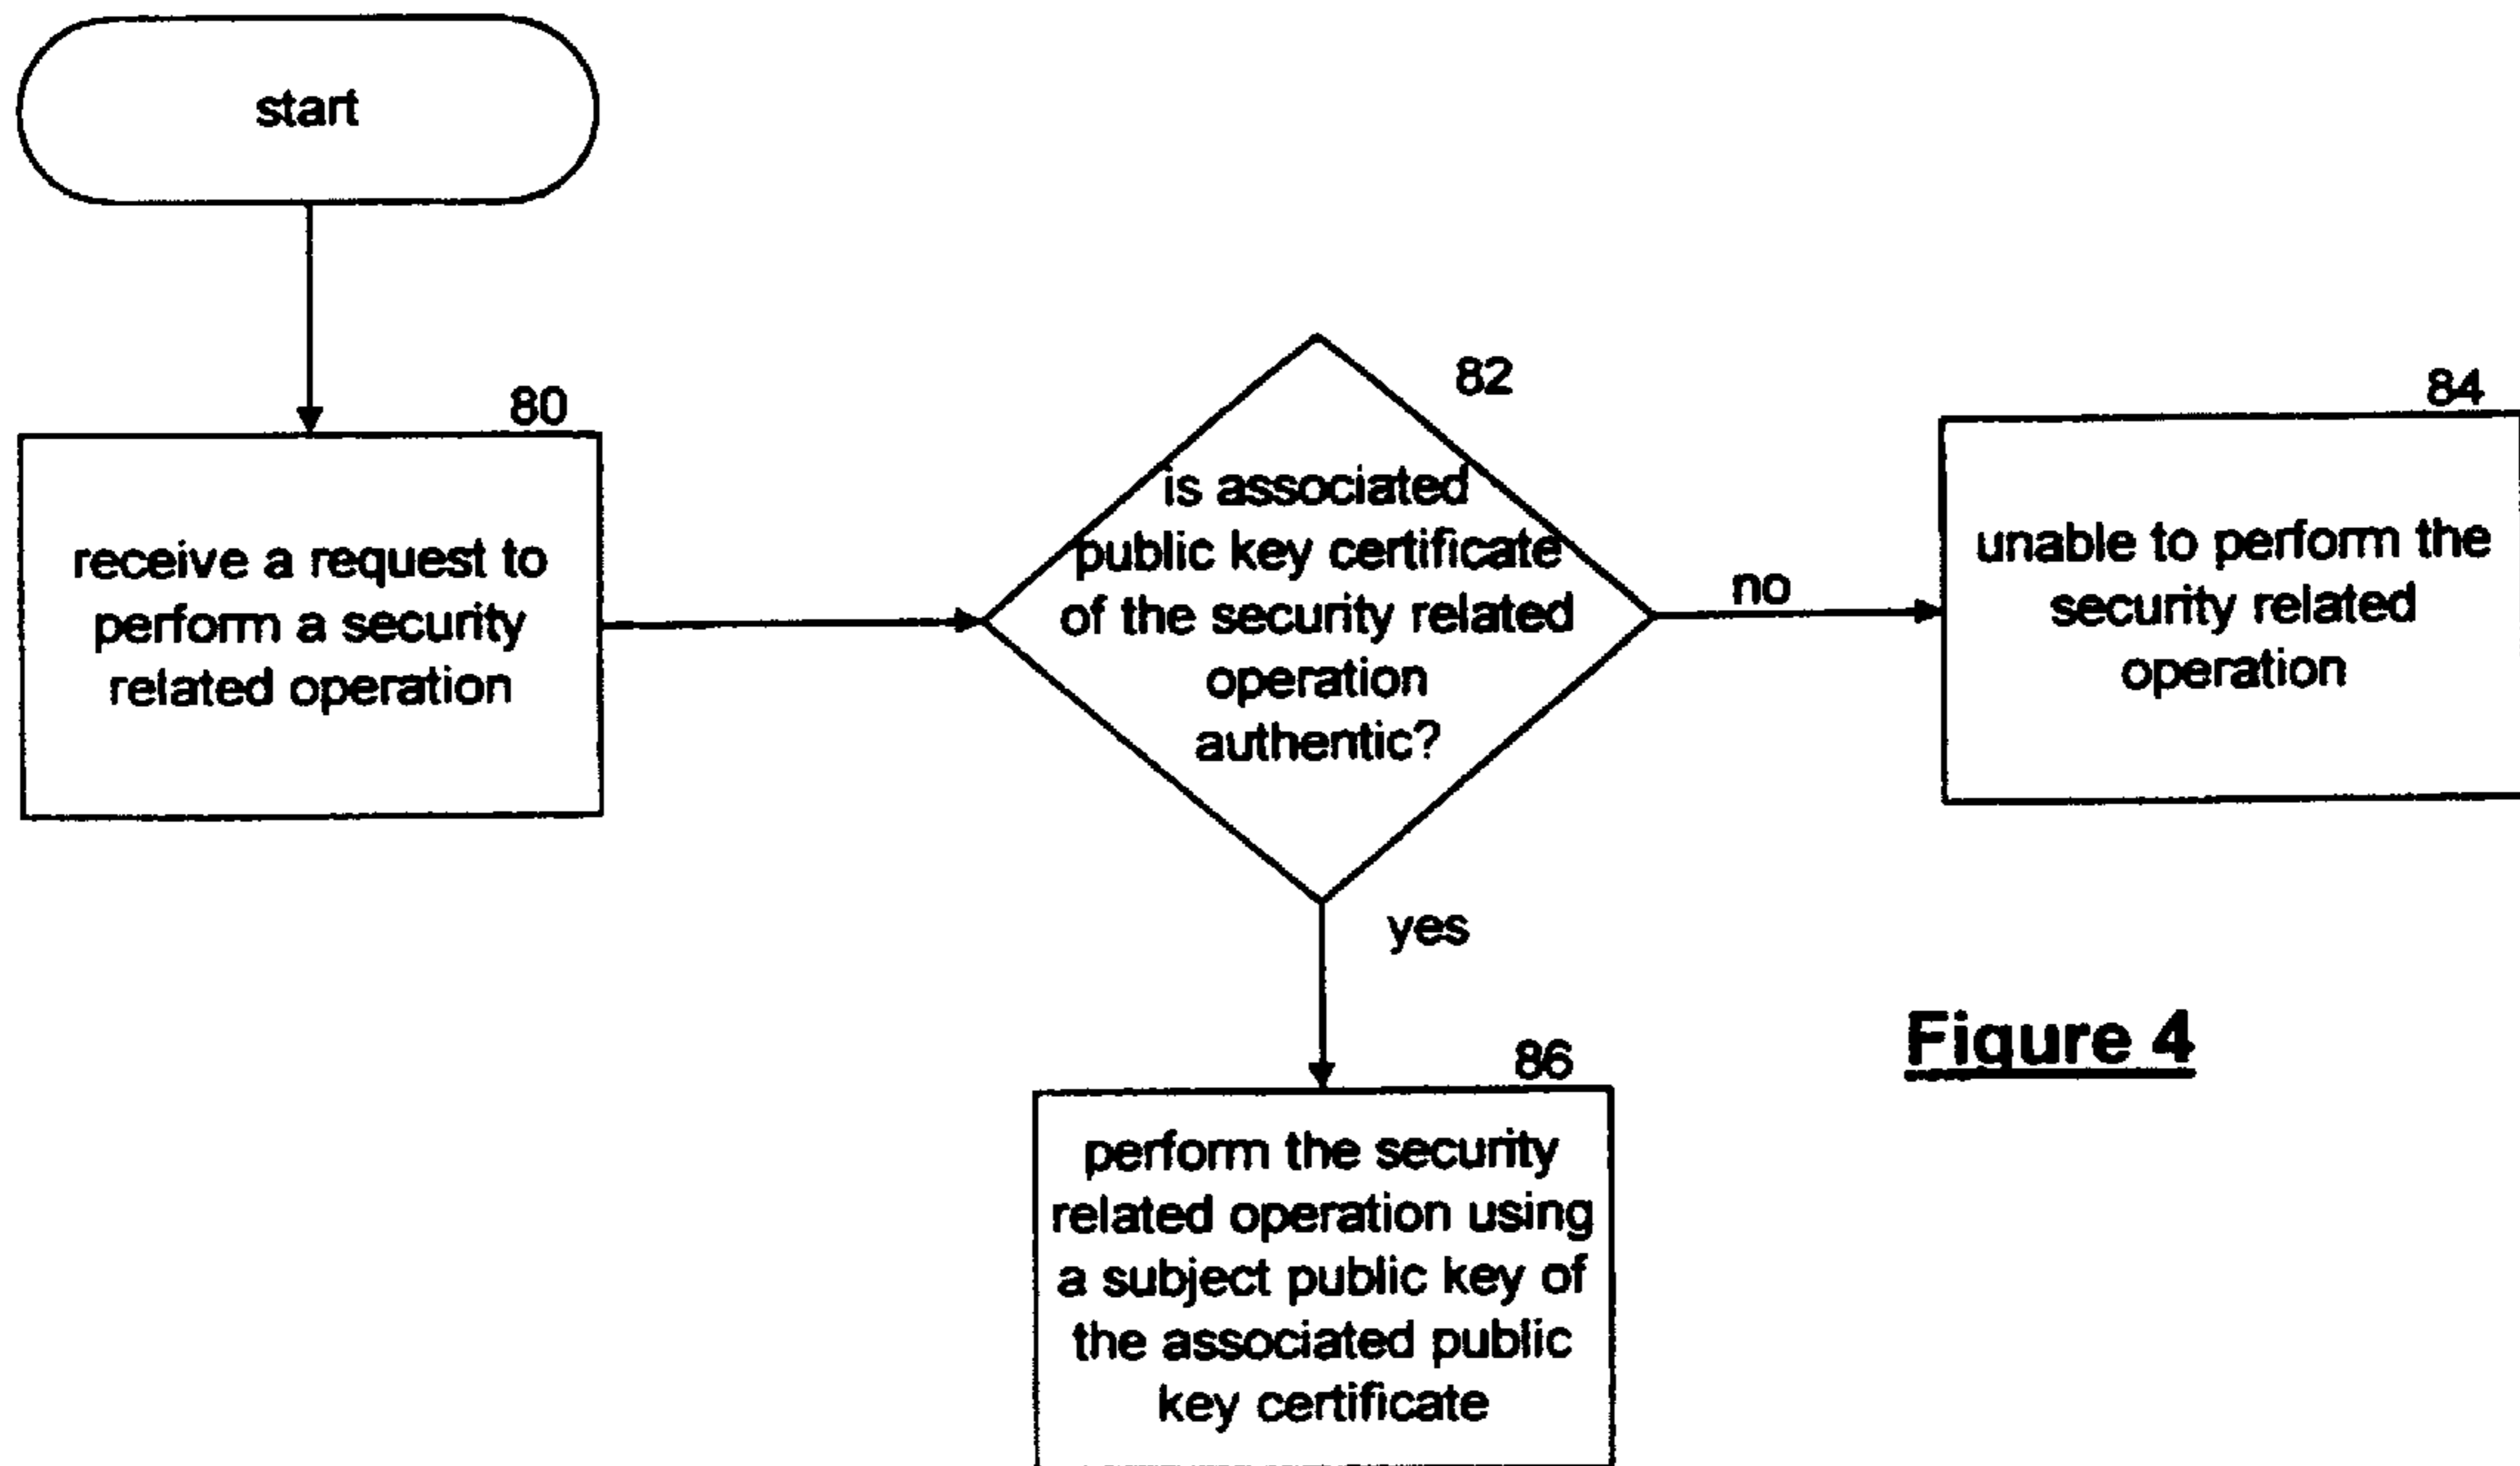 start
80
receive a request to
perform a security
related operation
82
is associated
public key certificate
of the security related
operation
authentic?
no
84
unable to perform the
security related
operation
yes
86
perform the security
related operation using
a subject public key of
the associated public
key certificate
Figure 4